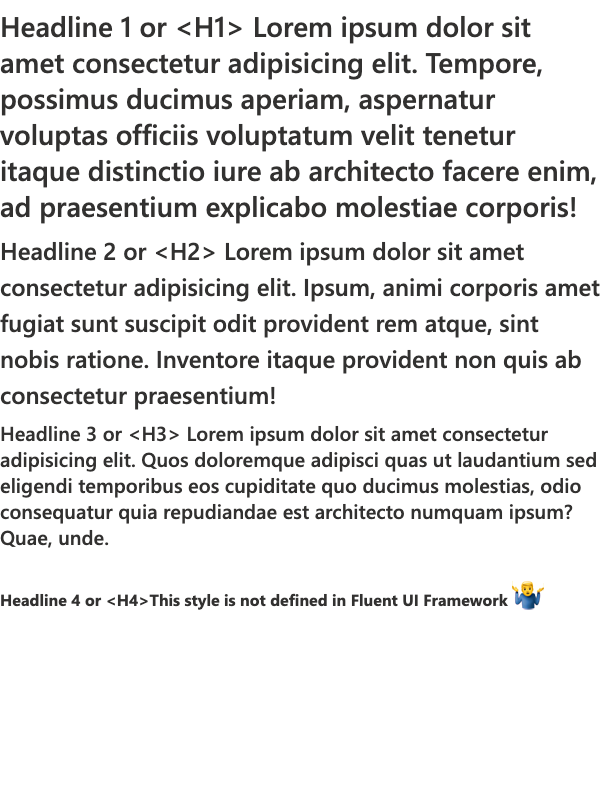 Headline 1 or <H1> Lorem ipsum dolor sit
amet consectetur adipisicing elit. Tempore,
possimus ducimus aperiam, aspernatur
voluptas officiis voluptatum velit tenetur
itaque distinctio iure ab architecto facere enim,
ad praesentium explicabo molestiae corporis!
Headline 2 or <H2> Lorem ipsum dolor sit amet
consectetur adipisicing elit. Ipsum, animi corporis amet
fugiat sunt suscipit odit provident rem atque, sint
nobis ratione. Inventore itaque provident non quis ab
consectetur praesentium!
Headline 3 or <H3> Lorem ipsum dolor sit amet consectetur
adipisicing elit. Quos doloremque adipisci quas ut laudantium sed
eligendi temporibus eos cupiditate quo ducimus molestias, odio
consequatur quia repudiandae est architecto numquam ipsum?
Quae, unde.
Headline 4 or <H4>This style is not defined in Fluent UI Framework 🤷‍♂️